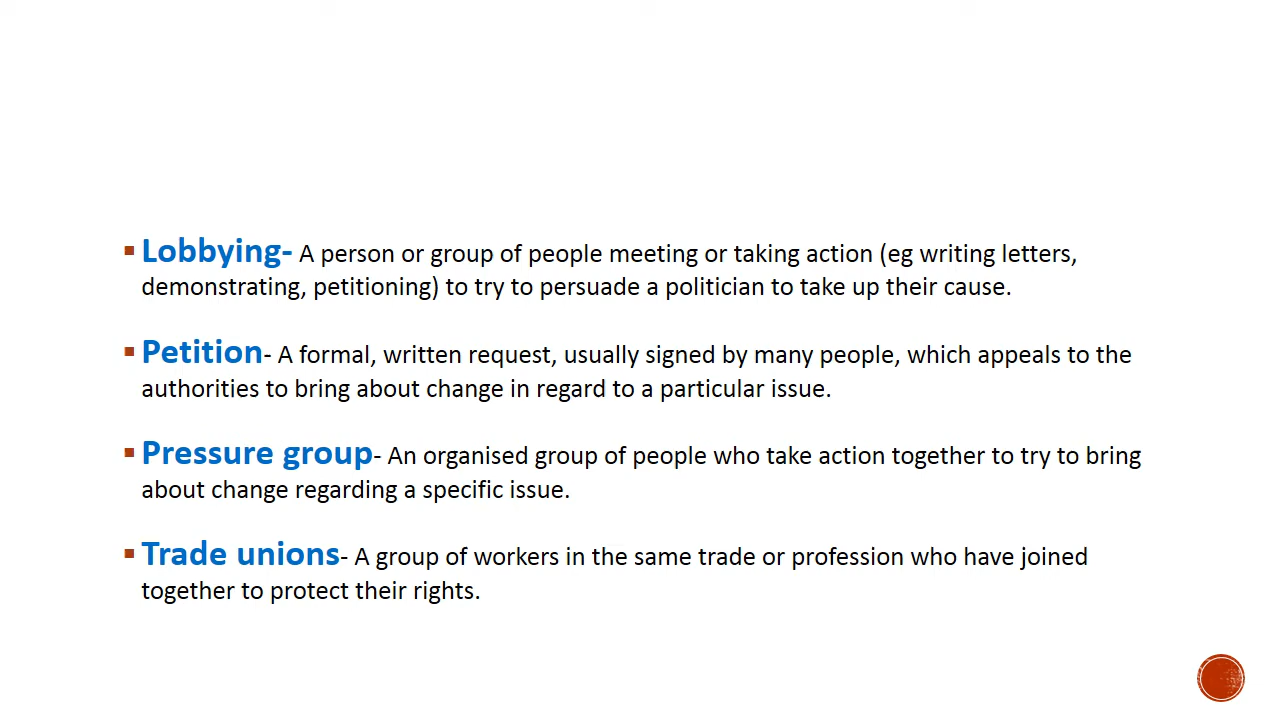 Lobbying- A person or group of people meeting or taking action (eg writing letters,
demonstrating, petitioning) to try to persuade a politician to take up their cause.
Petition- A formal, written request, usually signed by many people, which appeals to the
authorities to bring about change in regard to a particular issue.
Pressure group- An organised group of people who take action together to try to bring
about change regarding a specific issue.
Trade unions- A group of workers in the same trade or profession who have joined
together to protect their rights.